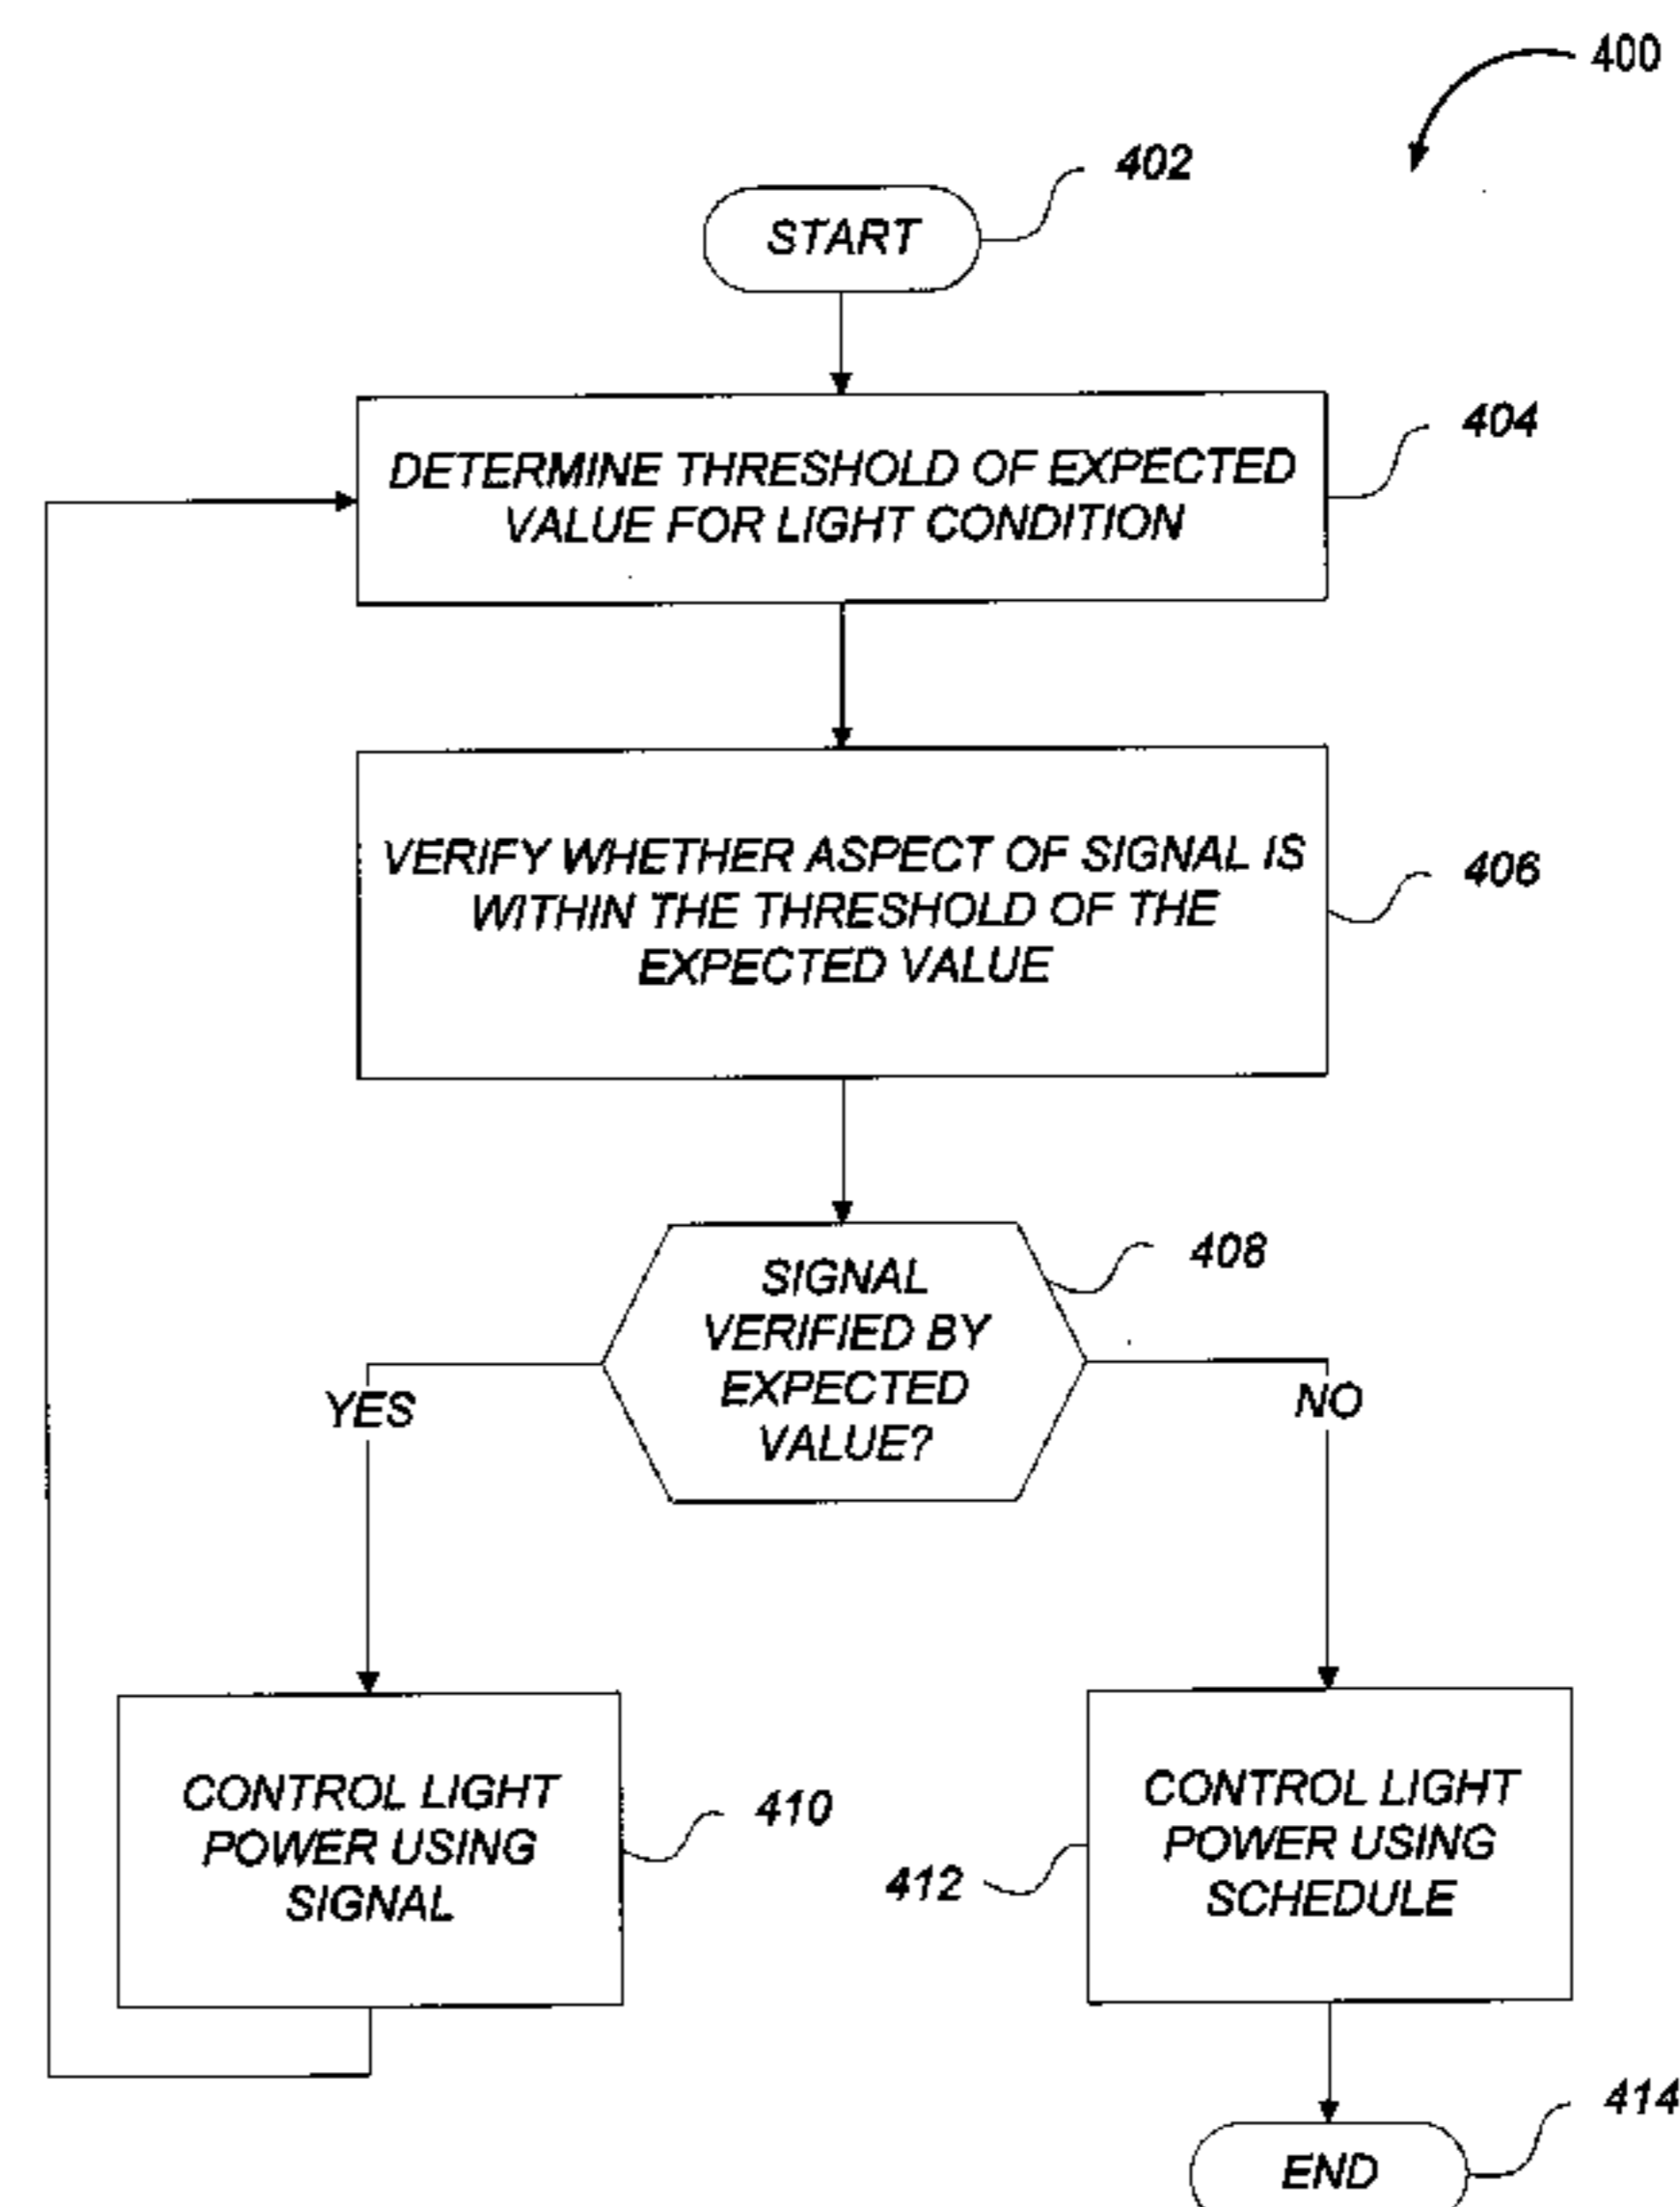 400
402
START
404
DETERMINE THRESHOLD OF EXPECTED
VALUE FOR LIGHT CONDITION
406
VERIFY WHETHER ASPECT OF SIGNAL IS
WITHIN THE THRESHOLD OF THE
EXPECTED VALUE
408
SIGNAL
VERIFIED BY
EXPECTED
VALUE?
YES
NO
CONTROL LIGHT
POWER USING
SIGNAL
410
CONTROL LIGHT
POWER USING
SCHEDULE
412
414
END